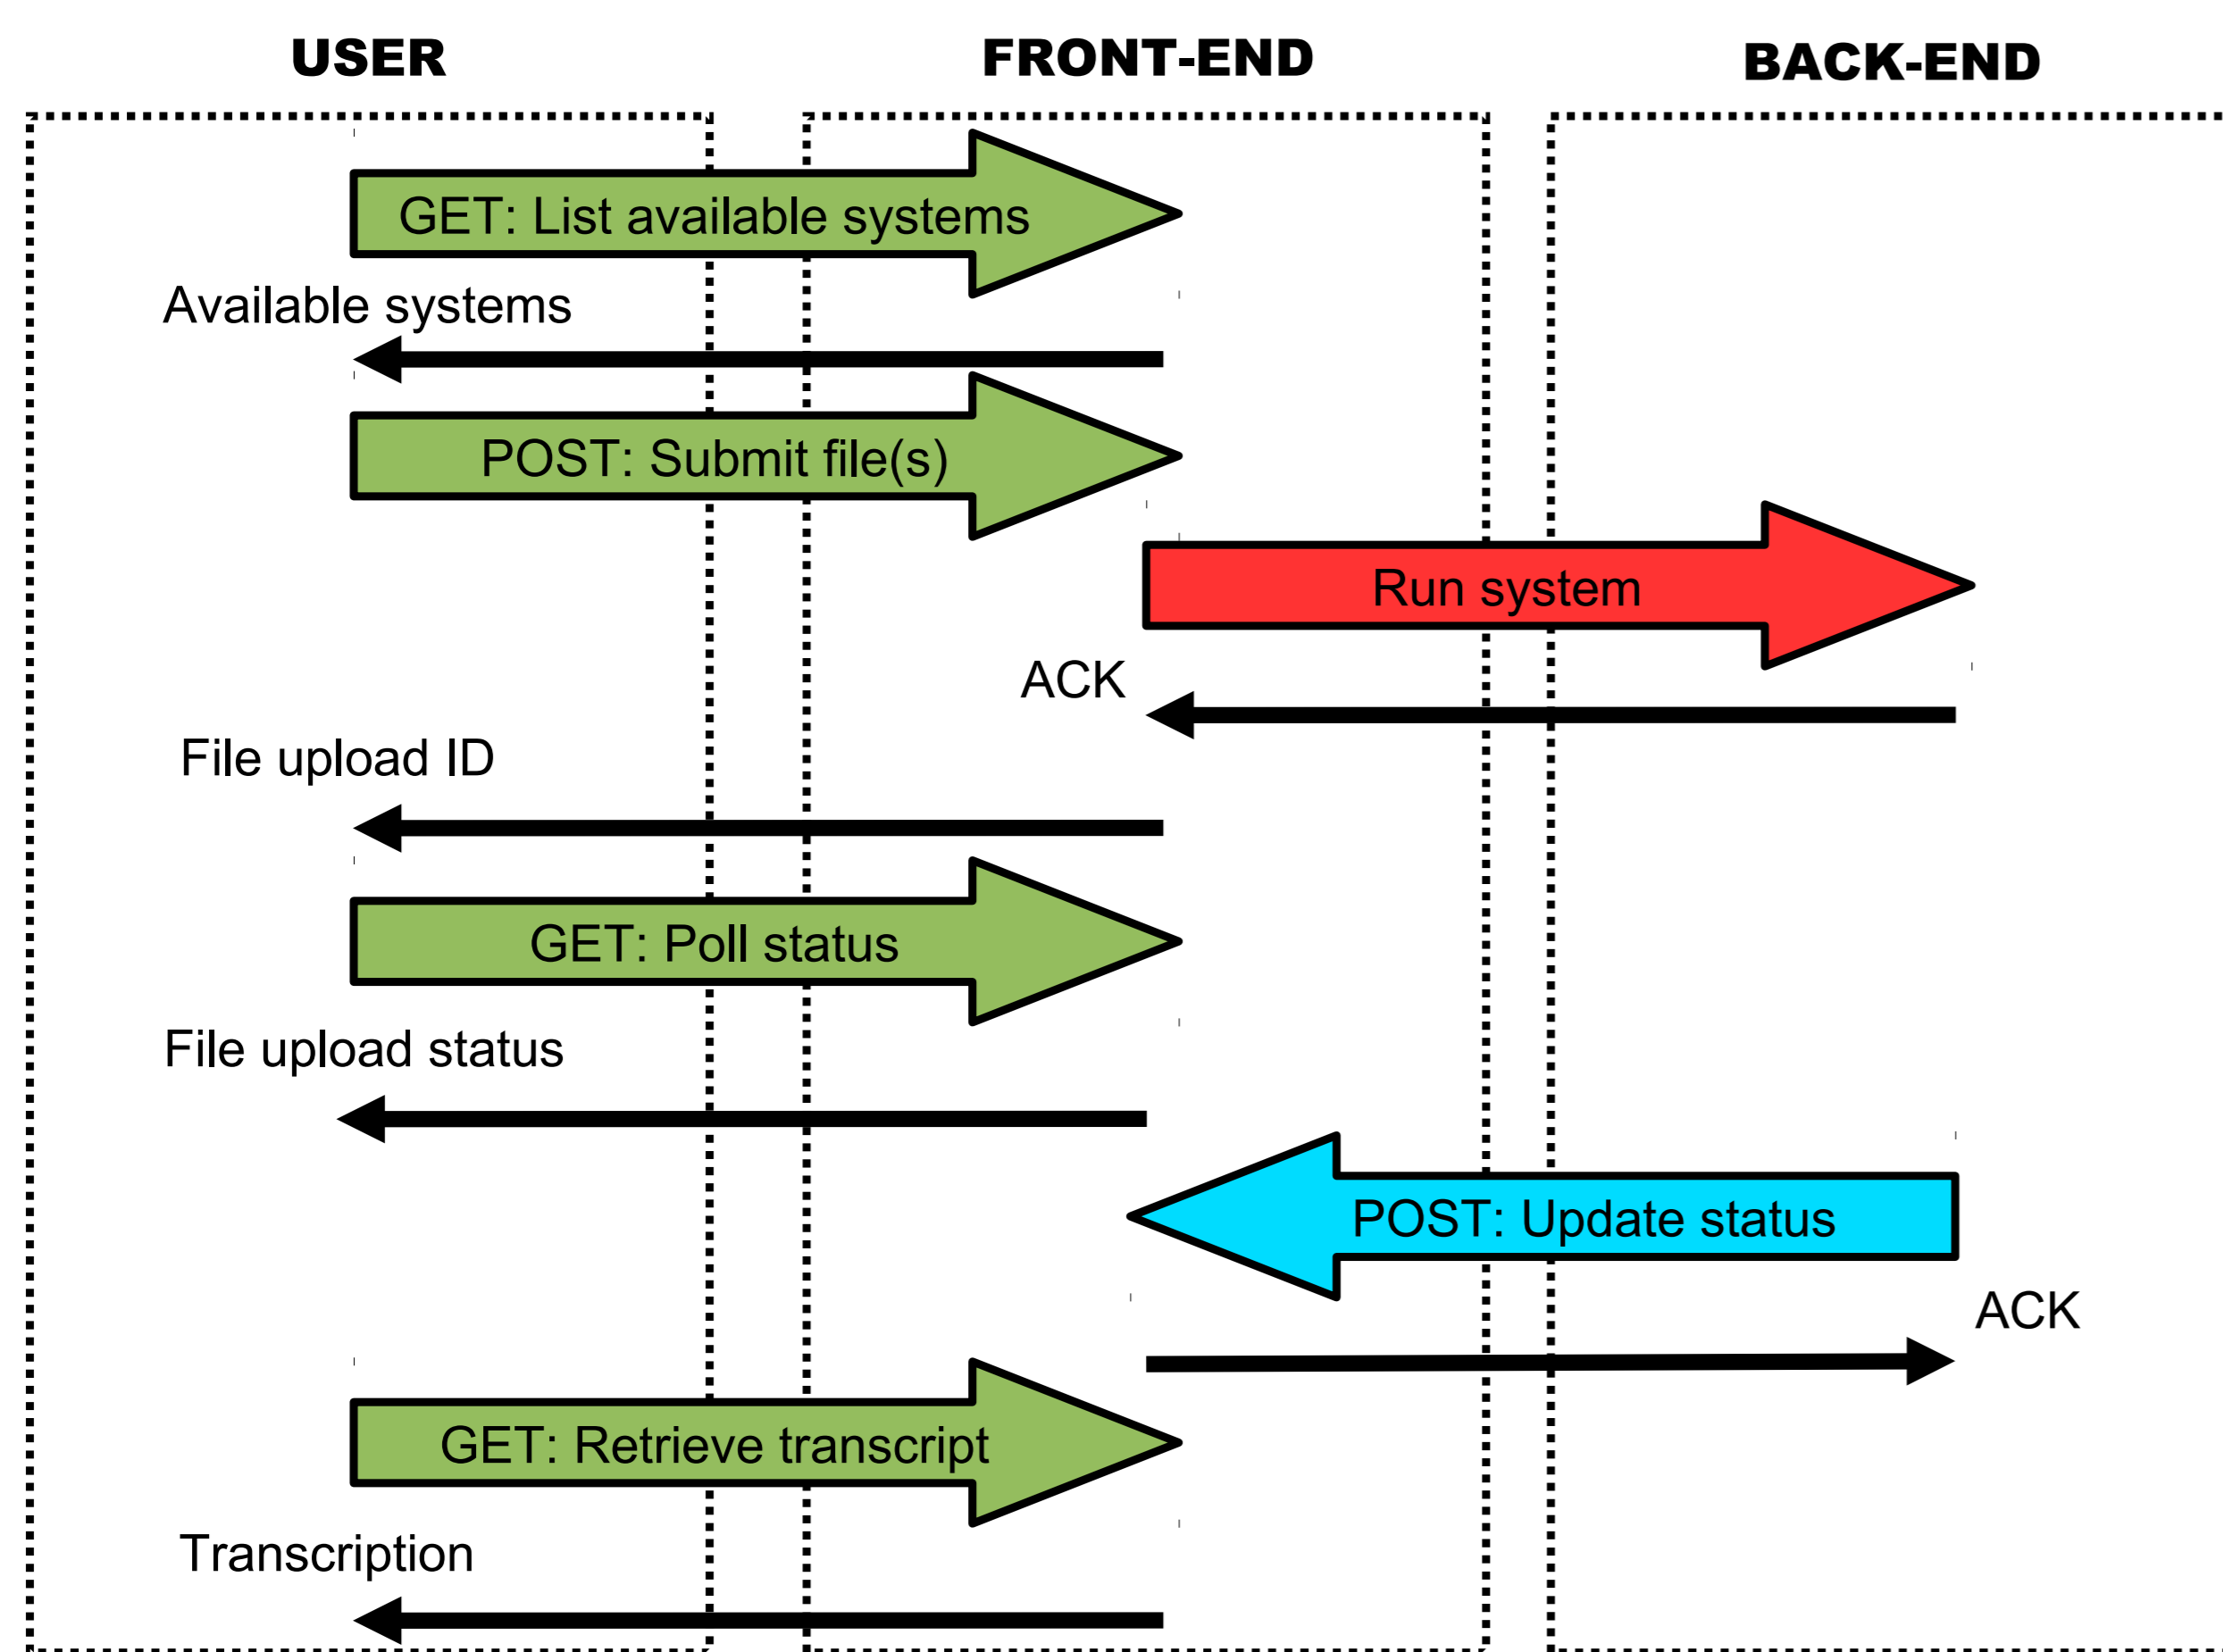 USER
FRONT-END
BACK-END
GET: List available systems
Available systems
POST: Submit file(s)
Run system
ACK
File upload ID
GET: Poll status
File upload status
POST: Update status
ACK
GET: Retrieve transcript
Transcription